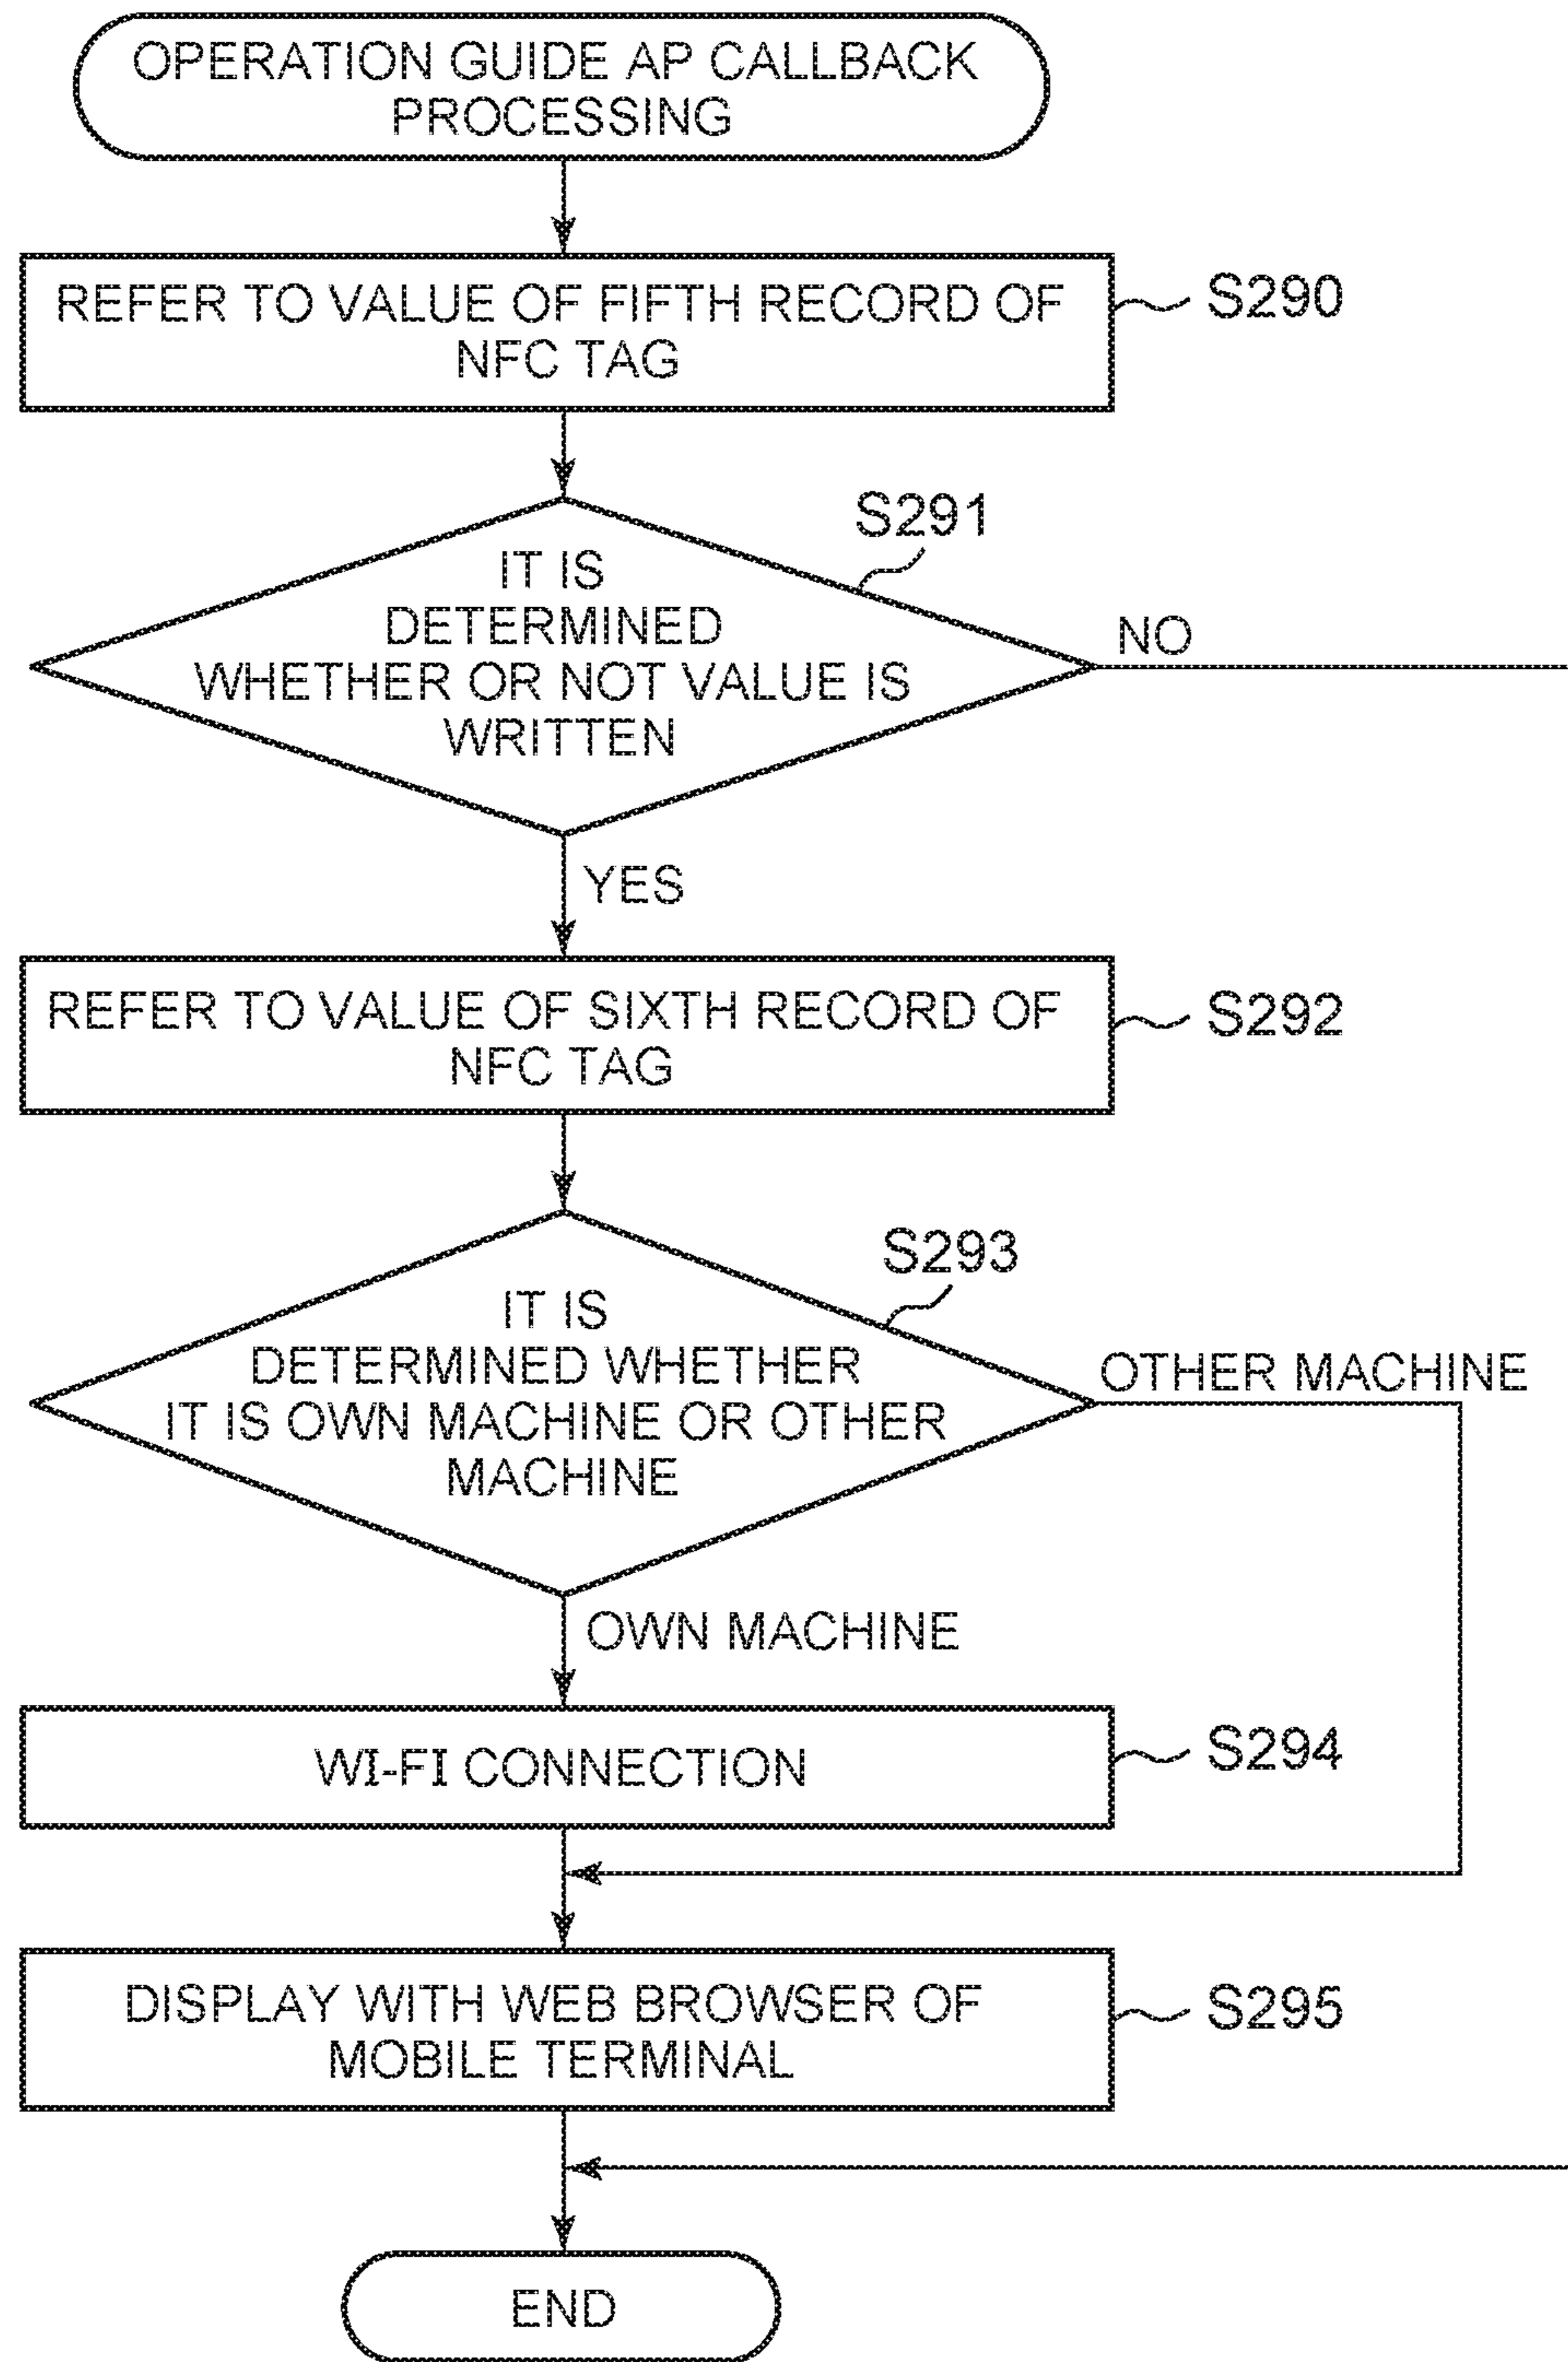 OPERATION GUIDE AP CALLBACK
PROCESSING
REFER TO VALUE OF FIFTH RECORD OF
NFC TAG
S290
S291
IT IS
DETERMINED
WHETHER OR NOT VALUE IS
WRITTEN
NO
YES
REFER TO VALUE OF SIXTH RECORD OF
NFC TAG
S292
S293
IT IS
DETERMINED WHETHER
IT IS OWN MACHINE OR OTHER
MACHINE
OTHER MACHINE
OWN MACHINE
WI-FI CONNECTION
S294
DISPLAY WITH WEB BROWSER OF
MOBILE TERMINAL
S295
END